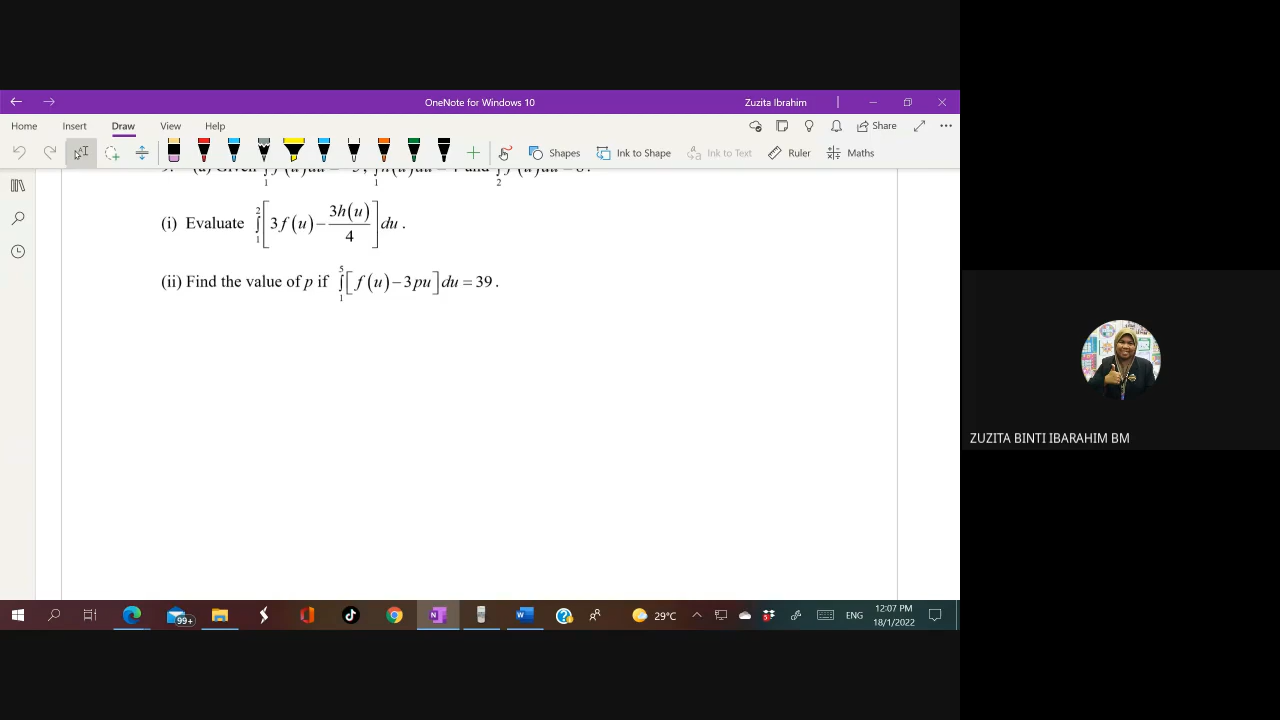 OneNote for Windows 10
Zuzita Ibrahim
Home Insert Draw View Help
Share
Shapes Ink to Shape Ink to Text Ruler Maths
(i) Evaluate ∫₁² [3f(u) − 3h(u)/4] du .
(ii) Find the value of p if ∫₁⁵ [f(u) − 3pu] du = 39 .
ZUZITA BINTI IBARAHIM BM
99+
29°C
ENG
12:07 PM
18/1/2022